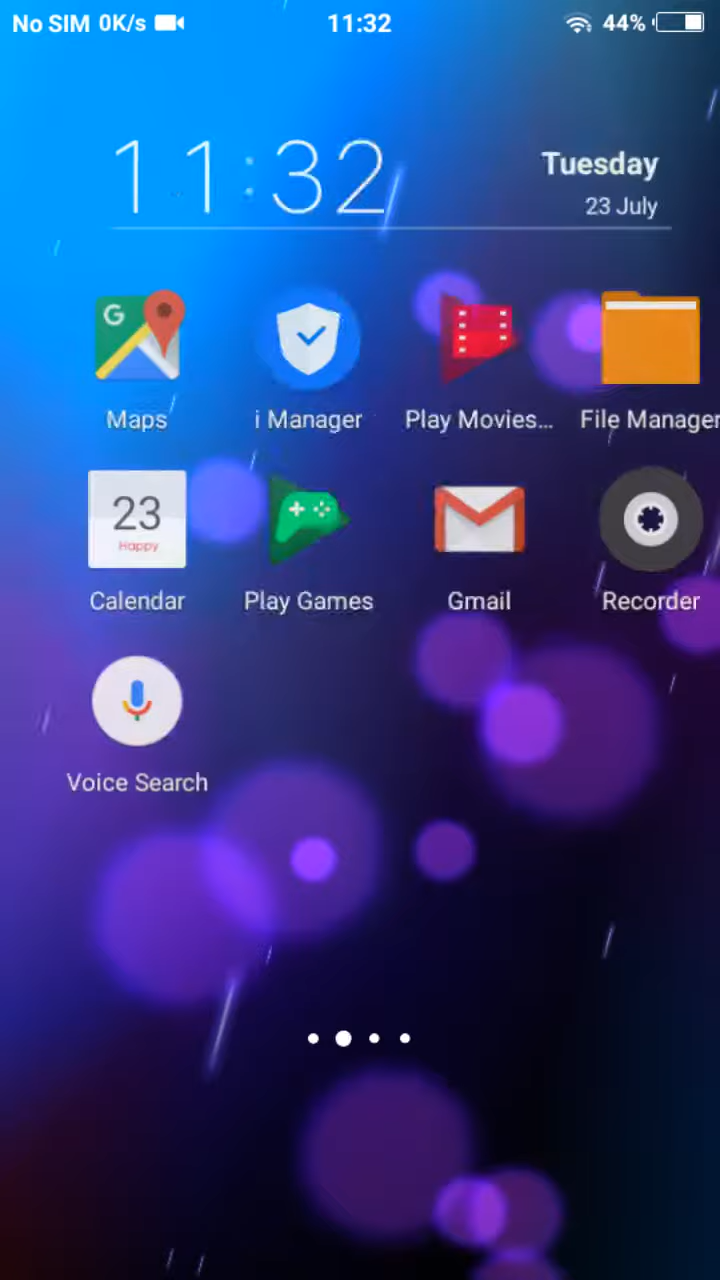 No SIM 0K/s 11:32 44%
11:32 Tuesday
23 July
G
Maps i Manager Play Movies... File Manager
23
Happy
Calendar Play Games Gmail Recorder
Voice Search